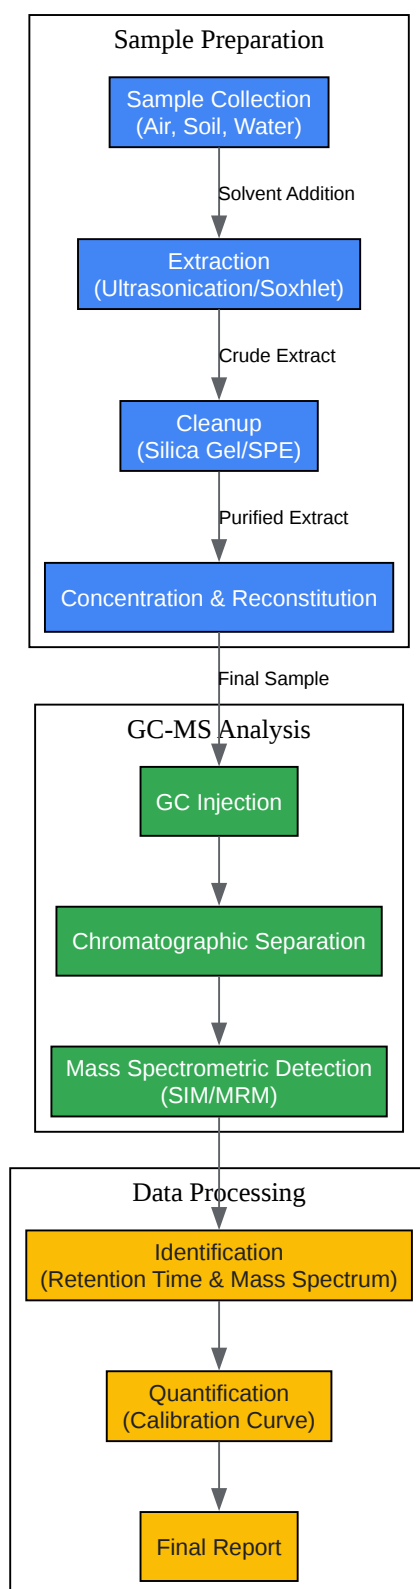 Sample Preparation
Sample Collection
(Air, Soil, Water)
Solvent Addition
Extraction
(Ultrasonication/Soxhlet)
Crude Extract
Cleanup
(Silica Gel/SPE)
Purified Extract
Concentration & Reconstitution
Final Sample
GC-MS Analysis
GC Injection
Chromatographic Separation
Mass Spectrometric Detection
(SIM/MRM)
Data Processing
Identification
(Retention Time & Mass Spectrum)
Quantification
(Calibration Curve)
Final Report